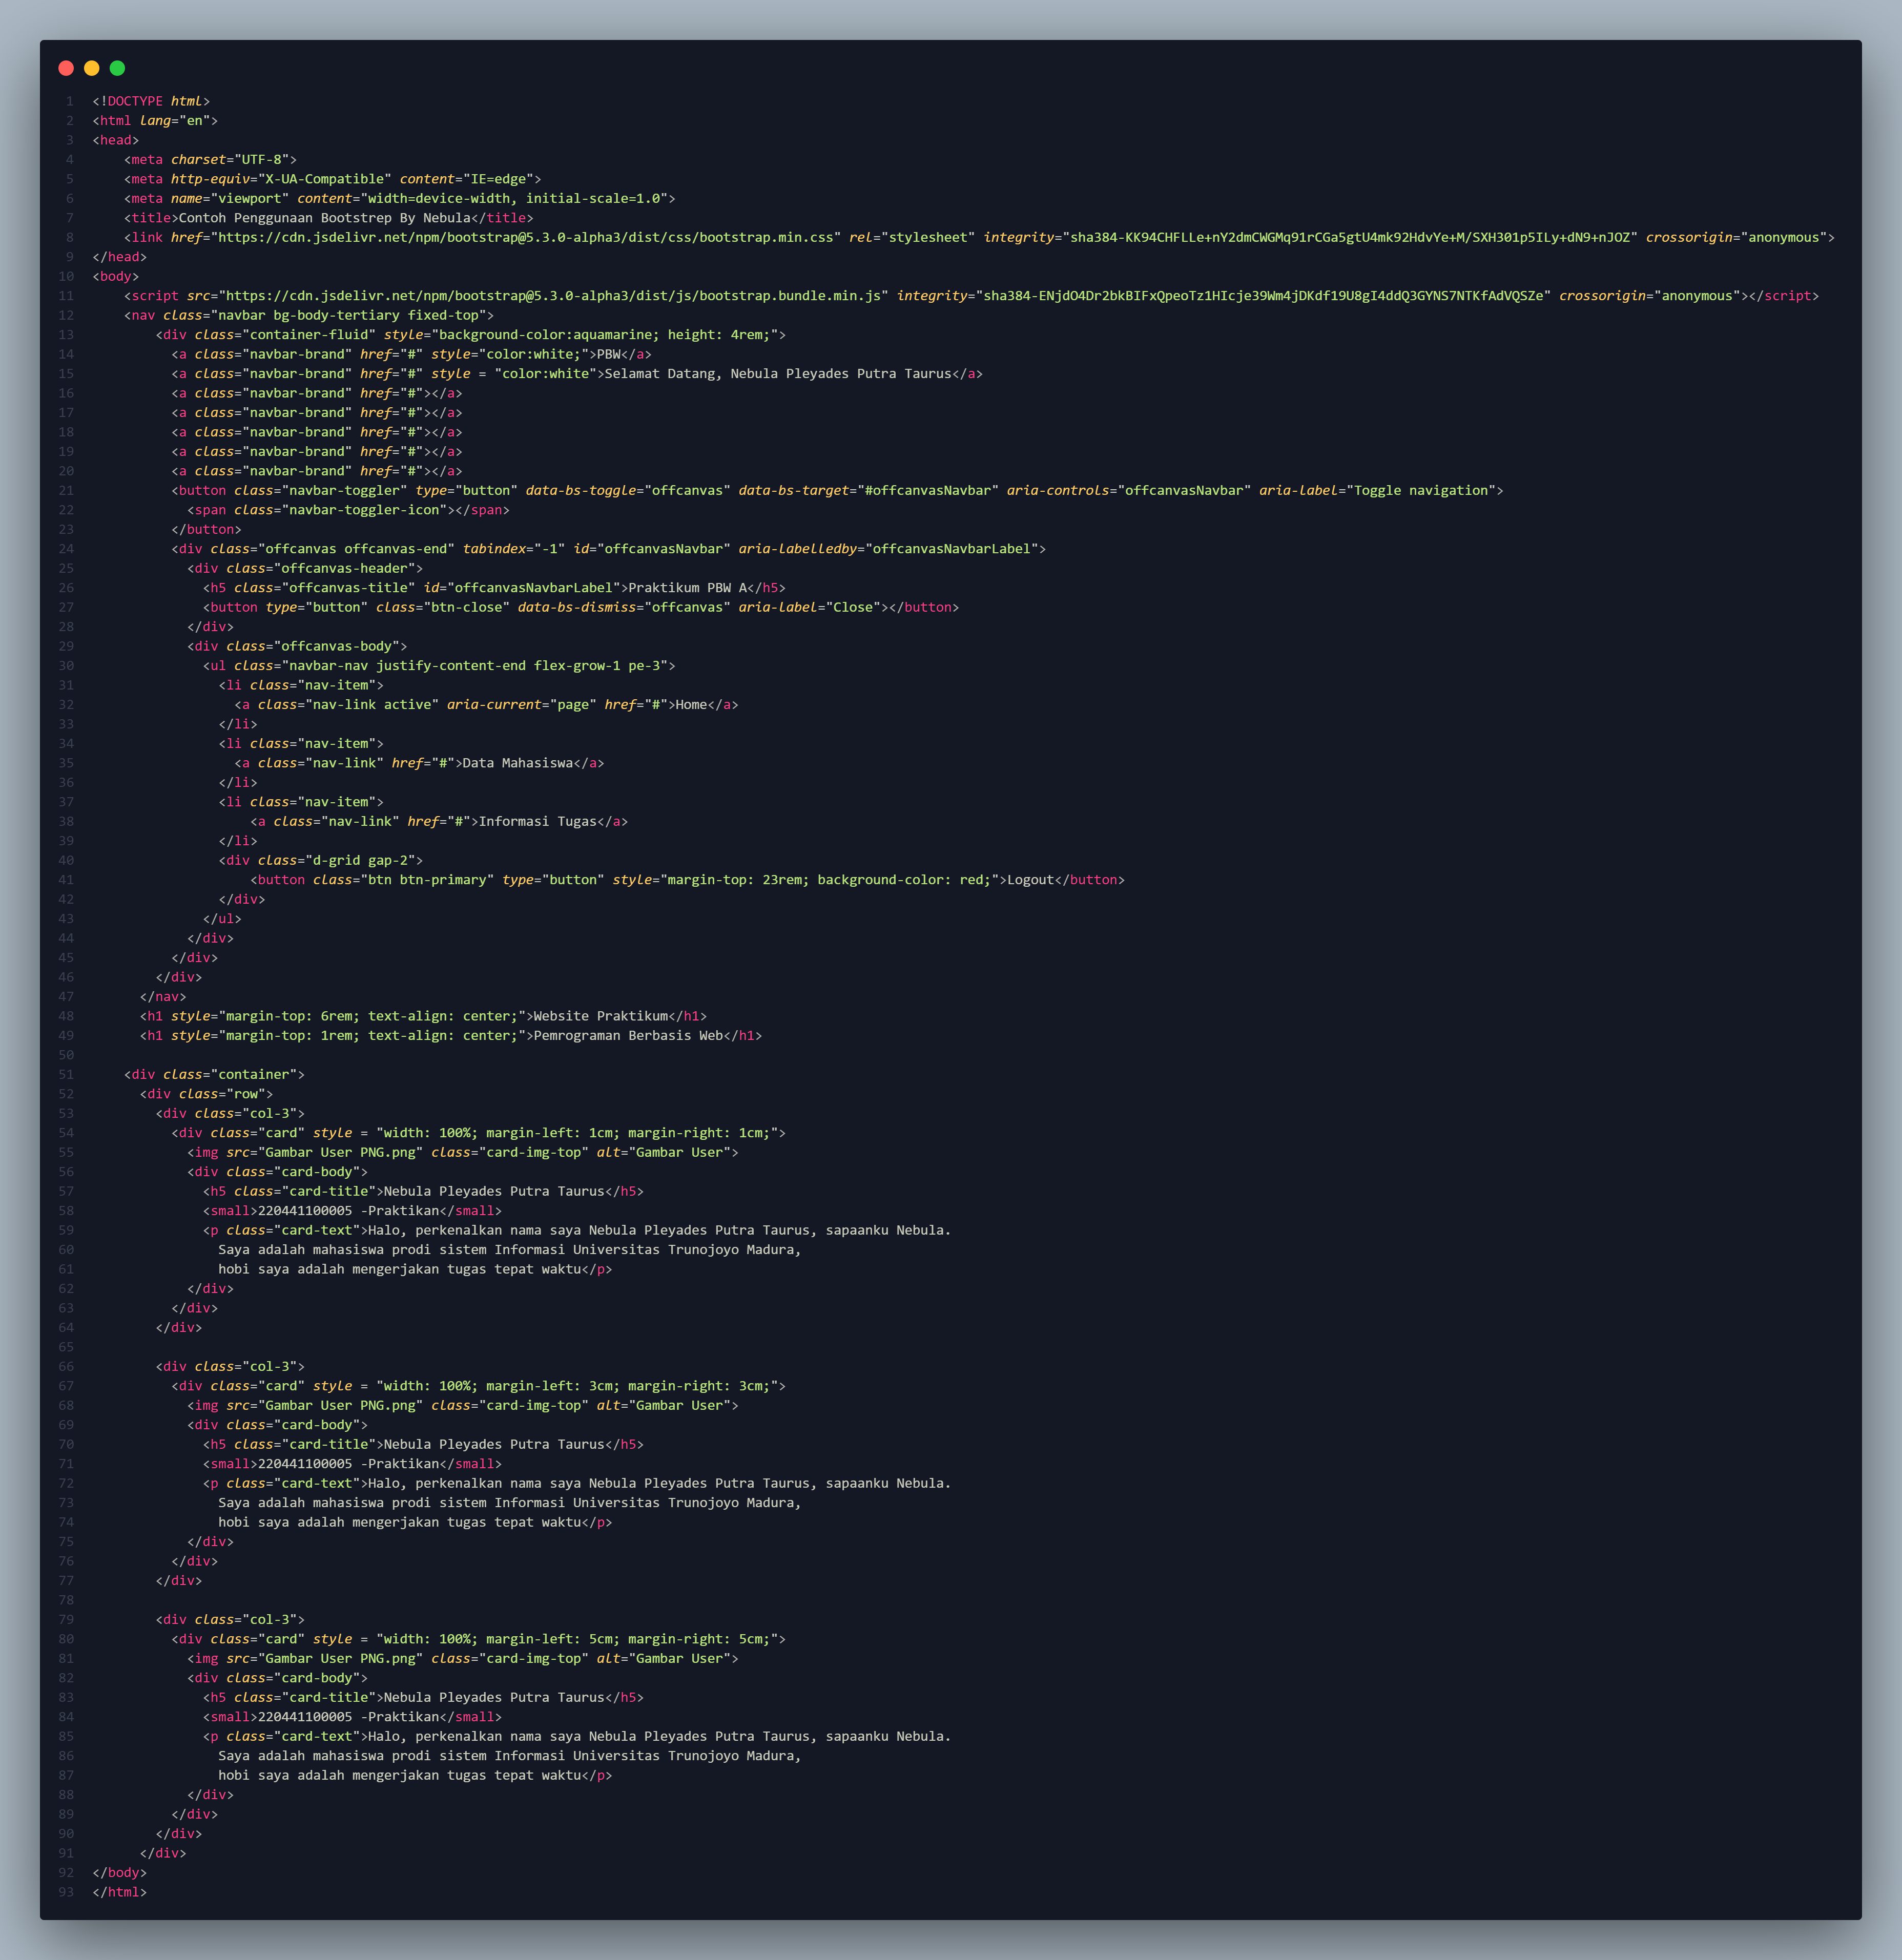 1 <!DOCTYPE html>
2 <html lang="en">
3 <head>
4     <meta charset="UTF-8">
5     <meta http-equiv="X-UA-Compatible" content="IE=edge">
6     <meta name="viewport" content="width=device-width, initial-scale=1.0">
7     <title>Contoh Penggunaan Bootstrep By Nebula</title>
8     <link href="https://cdn.jsdelivr.net/npm/bootstrap@5.3.0-alpha3/dist/css/bootstrap.min.css" rel="stylesheet" integrity="sha384-KK94CHFLLe+nY2dmCWGMq91rCGa5gtU4mk92HdvYe+M/SXH301p5ILy+dN9+nJOZ" crossorigin="anonymous">
9 </head>
10 <body>
11     <script src="https://cdn.jsdelivr.net/npm/bootstrap@5.3.0-alpha3/dist/js/bootstrap.bundle.min.js" integrity="sha384-ENjdO4Dr2bkBIFxQpeoTz1HIcje39Wm4jDKdf19U8gI4ddQ3GYNS7NTKfAdVQSZe" crossorigin="anonymous"></script>
12     <nav class="navbar bg-body-tertiary fixed-top">
13         <div class="container-fluid" style="background-color:aquamarine; height: 4rem;">
14           <a class="navbar-brand" href="#" style="color:white;">PBW</a>
15           <a class="navbar-brand" href="#" style = "color:white">Selamat Datang, Nebula Pleyades Putra Taurus</a>
16           <a class="navbar-brand" href="#"></a>
17           <a class="navbar-brand" href="#"></a>
18           <a class="navbar-brand" href="#"></a>
19           <a class="navbar-brand" href="#"></a>
20           <a class="navbar-brand" href="#"></a>
21           <button class="navbar-toggler" type="button" data-bs-toggle="offcanvas" data-bs-target="#offcanvasNavbar" aria-controls="offcanvasNavbar" aria-label="Toggle navigation">
22             <span class="navbar-toggler-icon"></span>
23           </button>
24           <div class="offcanvas offcanvas-end" tabindex="-1" id="offcanvasNavbar" aria-labelledby="offcanvasNavbarLabel">
25             <div class="offcanvas-header">
26               <h5 class="offcanvas-title" id="offcanvasNavbarLabel">Praktikum PBW A</h5>
27               <button type="button" class="btn-close" data-bs-dismiss="offcanvas" aria-label="Close"></button>
28             </div>
29             <div class="offcanvas-body">
30               <ul class="navbar-nav justify-content-end flex-grow-1 pe-3">
31                 <li class="nav-item">
32                   <a class="nav-link active" aria-current="page" href="#">Home</a>
33                 </li>
34                 <li class="nav-item">
35                   <a class="nav-link" href="#">Data Mahasiswa</a>
36                 </li>
37                 <li class="nav-item">
38                     <a class="nav-link" href="#">Informasi Tugas</a>
39                 </li>
40                 <div class="d-grid gap-2">
41                     <button class="btn btn-primary" type="button" style="margin-top: 23rem; background-color: red;">Logout</button>
42                 </div>
43               </ul>
44             </div>
45           </div>
46         </div>
47       </nav>
48       <h1 style="margin-top: 6rem; text-align: center;">Website Praktikum</h1>
49       <h1 style="margin-top: 1rem; text-align: center;">Pemrograman Berbasis Web</h1>
50
51     <div class="container">
52       <div class="row">
53         <div class="col-3">
54           <div class="card" style = "width: 100%; margin-left: 1cm; margin-right: 1cm;">
55             <img src="Gambar User PNG.png" class="card-img-top" alt="Gambar User">
56             <div class="card-body">
57               <h5 class="card-title">Nebula Pleyades Putra Taurus</h5>
58               <small>220441100005 -Praktikan</small>
59               <p class="card-text">Halo, perkenalkan nama saya Nebula Pleyades Putra Taurus, sapaanku Nebula.
60                 Saya adalah mahasiswa prodi sistem Informasi Universitas Trunojoyo Madura,
61                 hobi saya adalah mengerjakan tugas tepat waktu</p>
62             </div>
63           </div>
64         </div>
65
66         <div class="col-3">
67           <div class="card" style = "width: 100%; margin-left: 3cm; margin-right: 3cm;">
68             <img src="Gambar User PNG.png" class="card-img-top" alt="Gambar User">
69             <div class="card-body">
70               <h5 class="card-title">Nebula Pleyades Putra Taurus</h5>
71               <small>220441100005 -Praktikan</small>
72               <p class="card-text">Halo, perkenalkan nama saya Nebula Pleyades Putra Taurus, sapaanku Nebula.
73                 Saya adalah mahasiswa prodi sistem Informasi Universitas Trunojoyo Madura,
74                 hobi saya adalah mengerjakan tugas tepat waktu</p>
75             </div>
76           </div>
77         </div>
78
79         <div class="col-3">
80           <div class="card" style = "width: 100%; margin-left: 5cm; margin-right: 5cm;">
81             <img src="Gambar User PNG.png" class="card-img-top" alt="Gambar User">
82             <div class="card-body">
83               <h5 class="card-title">Nebula Pleyades Putra Taurus</h5>
84               <small>220441100005 -Praktikan</small>
85               <p class="card-text">Halo, perkenalkan nama saya Nebula Pleyades Putra Taurus, sapaanku Nebula.
86                 Saya adalah mahasiswa prodi sistem Informasi Universitas Trunojoyo Madura,
87                 hobi saya adalah mengerjakan tugas tepat waktu</p>
88             </div>
89           </div>
90         </div>
91       </div>
92 </body>
93 </html>